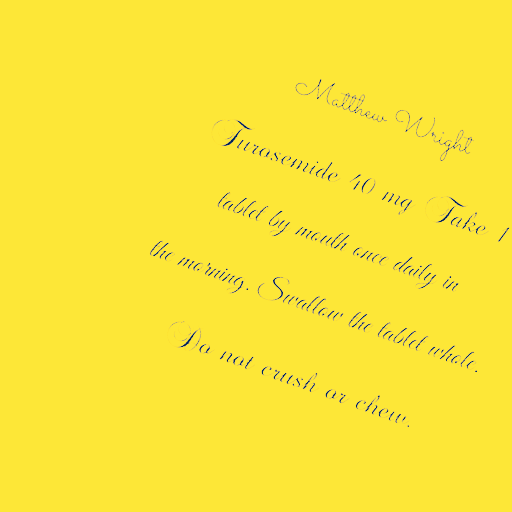 Matthew Wright
Furosemide 40 mg Take 1
tablet by mouth once daily in
the morning. Swallow the tablet whole.
Do not crush or chew.